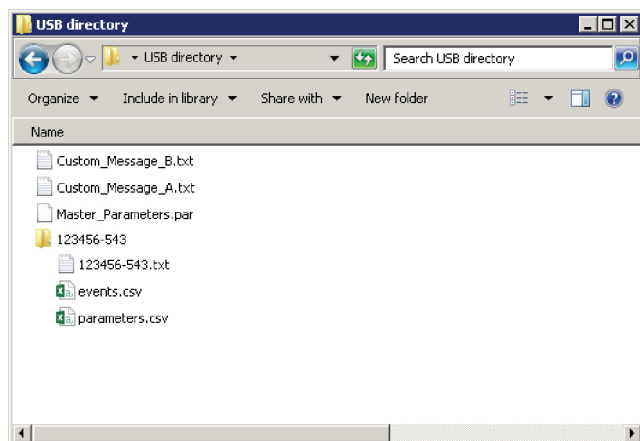 USB directory
USB directory
Search USB directory
Organize Include in library Share with New folder
Name
Custom_Message_B.txt
Custom_Message_A.txt
Master_Parameters.par
123456-543
123456-543.txt
events.csv
parameters.csv